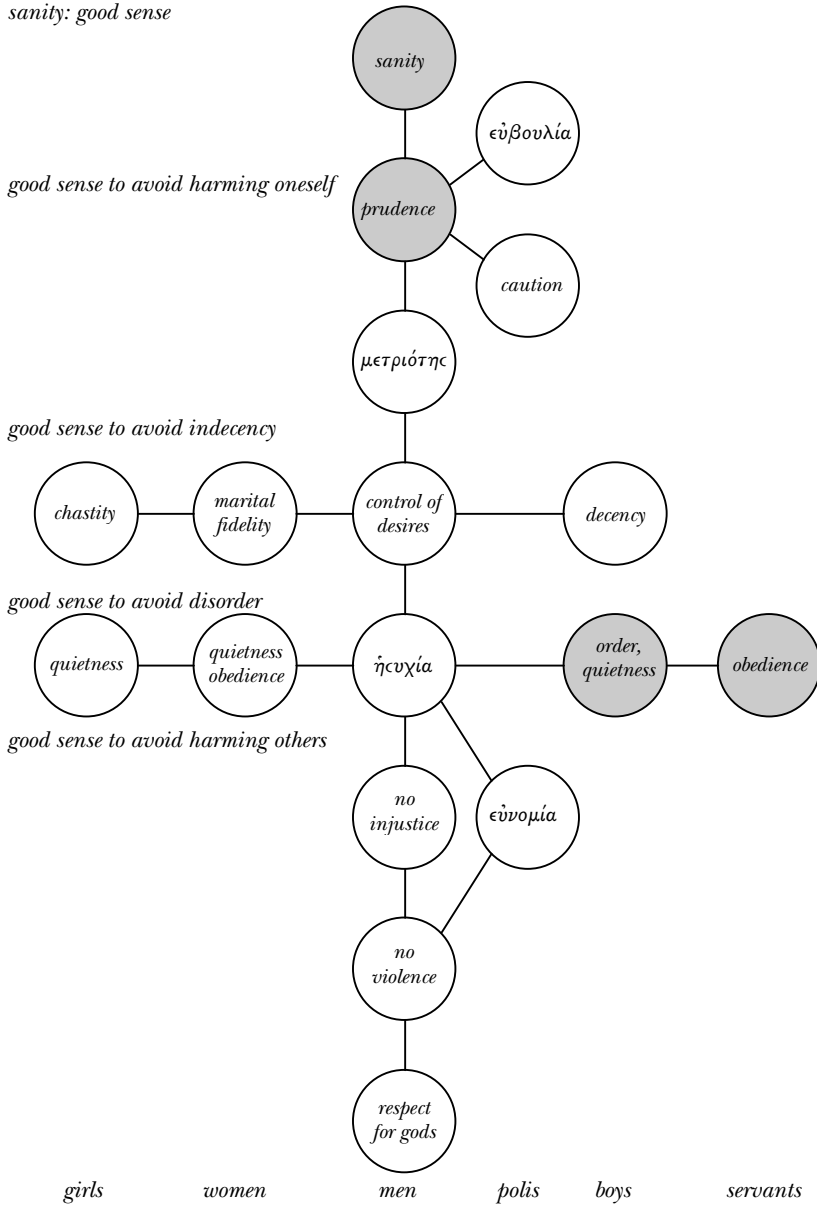 sanity: good sense
sanity
εὐβουλία
good sense to avoid harming oneself
prudence
caution
μετριότης
good sense to avoid indecency
chastity
marital
fidelity
control of
desires
decency
good sense to avoid disorder
quietness
quietness
obedience
ἡϲυχία
order,
quietness
obedience
good sense to avoid harming others
no
injustice
εὐνομία
no
violence
respect
for gods
girls women men polis boys servants